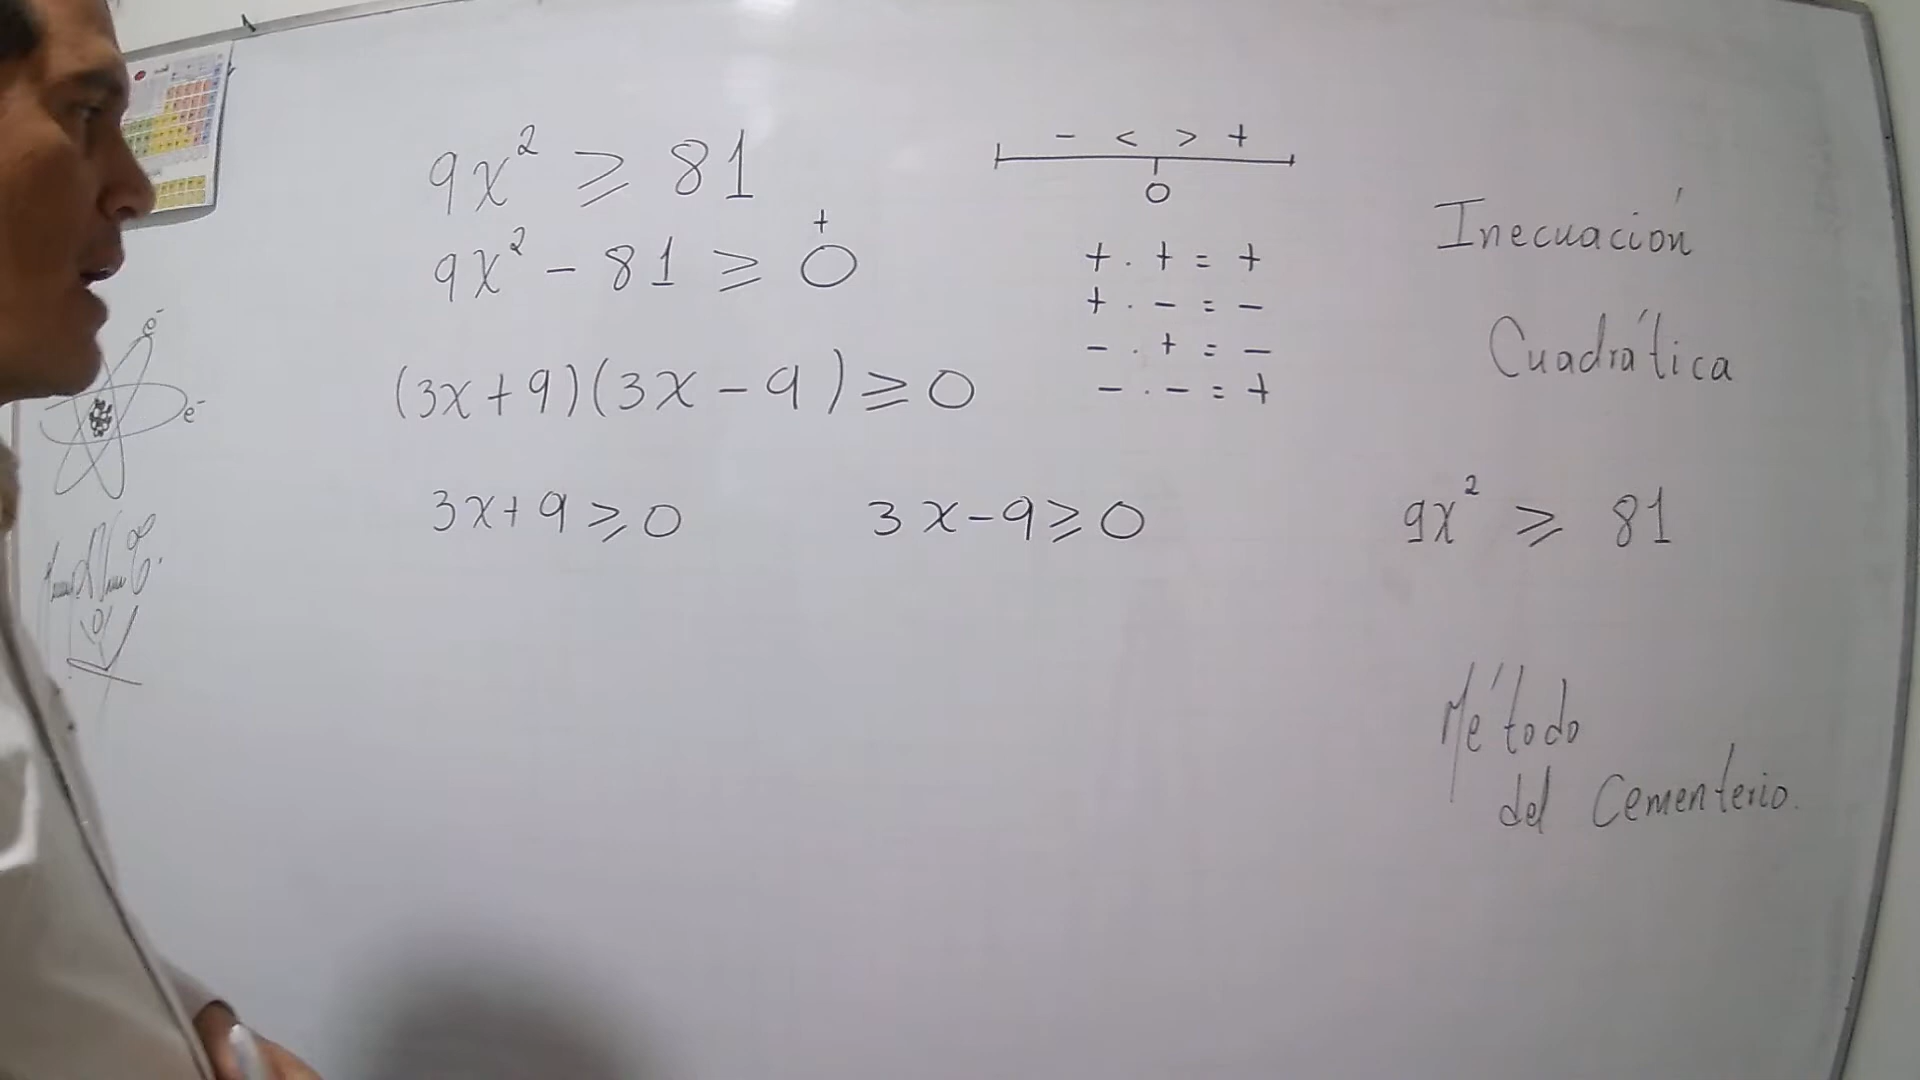 9x² ≥ 81
9x² - 81 ≥ 0
+
(3x+9)(3x-9) ≥ 0
3x+9 ≥ 0
3x-9 ≥ 0
- < > +
0
+ . + = +
+ . - = -
- . + = -
- . - = +
Inecuación
Cuadrática
9x² ≥ 81
Método
del Cementerio.
e⁻
e⁻